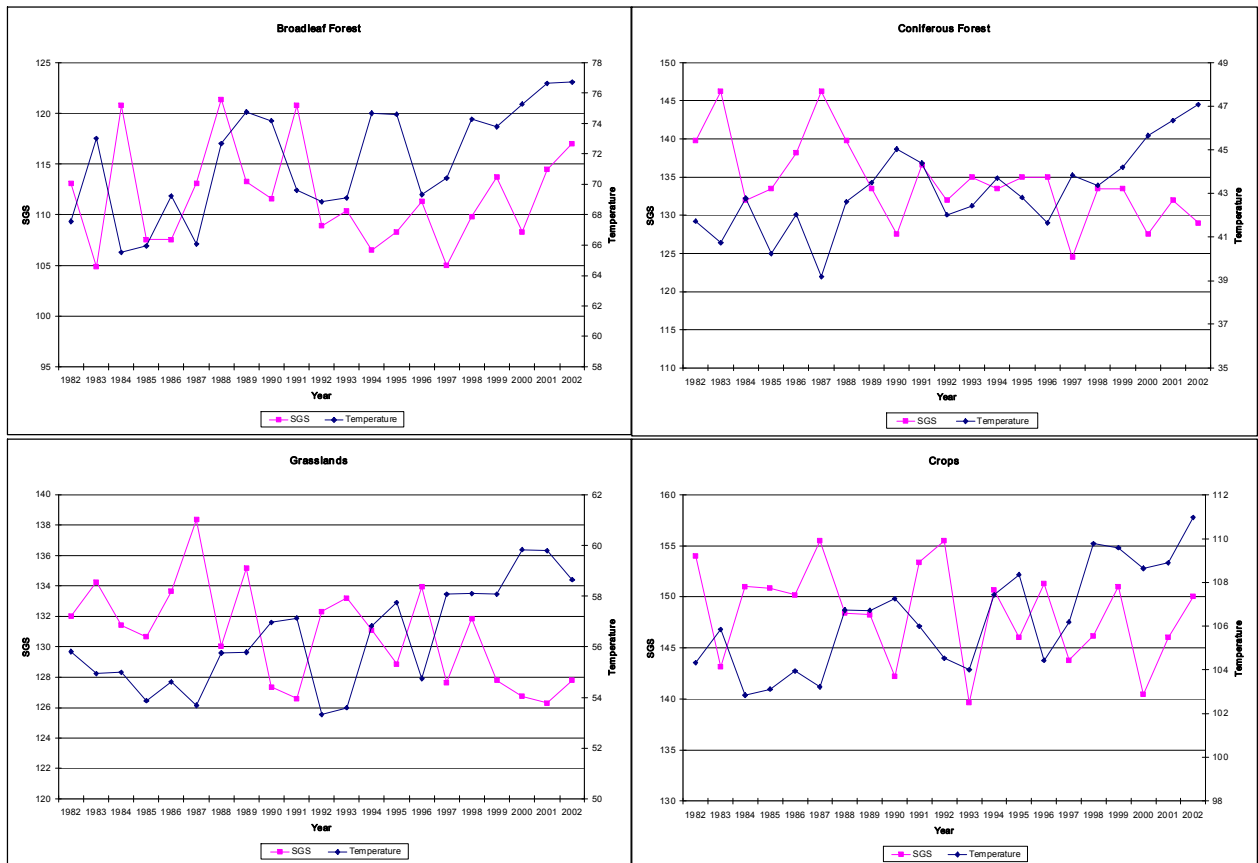 Broadleaf Forest
125
120
115
110
105
100
95
78
76
74
72
70
68
66
64
62
60
58
SGS
Temperature
1982 1983 1984 1985 1986 1987 1988 1989 1990 1991 1992 1993 1994 1995 1996 1997 1998 1999 2000 2001 2002
Year
SGS Temperature
Coniferous Forest
150
145
140
135
130
125
120
115
110
49
47
45
43
41
39
37
35
SGS
Temperature
1982 1983 1984 1985 1986 1987 1988 1989 1990 1991 1992 1993 1994 1995 1996 1997 1998 1999 2000 2001 2002
Year
SGS Temperature
Grasslands
140
138
136
134
132
130
128
126
124
122
120
62
60
58
56
54
52
50
SGS
Temperature
1982 1983 1984 1985 1986 1987 1988 1989 1990 1991 1992 1993 1994 1995 1996 1997 1998 1999 2000 2001 2002
Year
SGS Temperature
Crops
160
155
150
145
140
135
130
112
110
108
106
104
102
100
98
SGS
Temperature
1982 1983 1984 1985 1986 1987 1988 1989 1990 1991 1992 1993 1994 1995 1996 1997 1998 1999 2000 2001 2002
Year
SGS Temperature